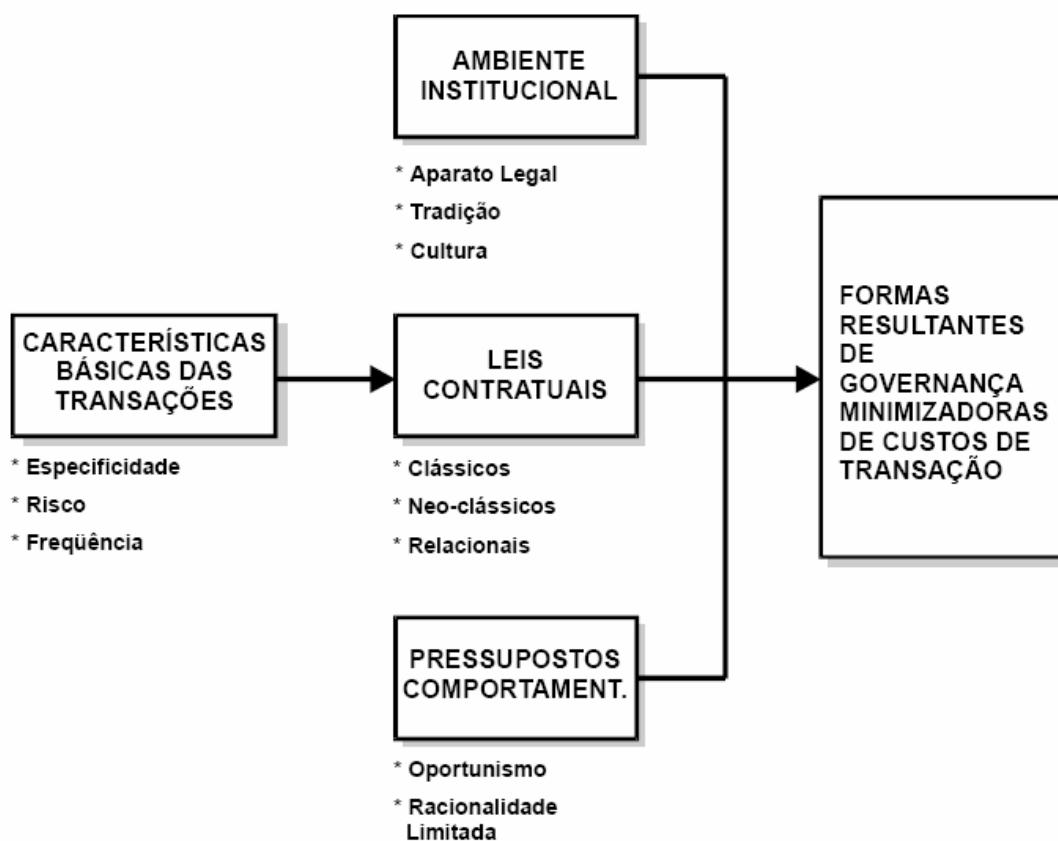 AMBIENTE
INSTITUCIONAL
* Aparato Legal
* Tradição
* Cultura
CARACTERÍSTICAS
BÁSICAS DAS
TRANSAÇÕES
* Especificidade
* Risco
* Freqüência
LEIS
CONTRATUAIS
* Clássicos
* Neo-clássicos
* Relacionais
PRESSUPOSTOS
COMPORTAMENT.
* Oportunismo
* Racionalidade
Limitada
FORMAS
RESULTANTES
DE
GOVERNANÇA
MINIMIZADORAS
DE CUSTOS DE
TRANSAÇÃO